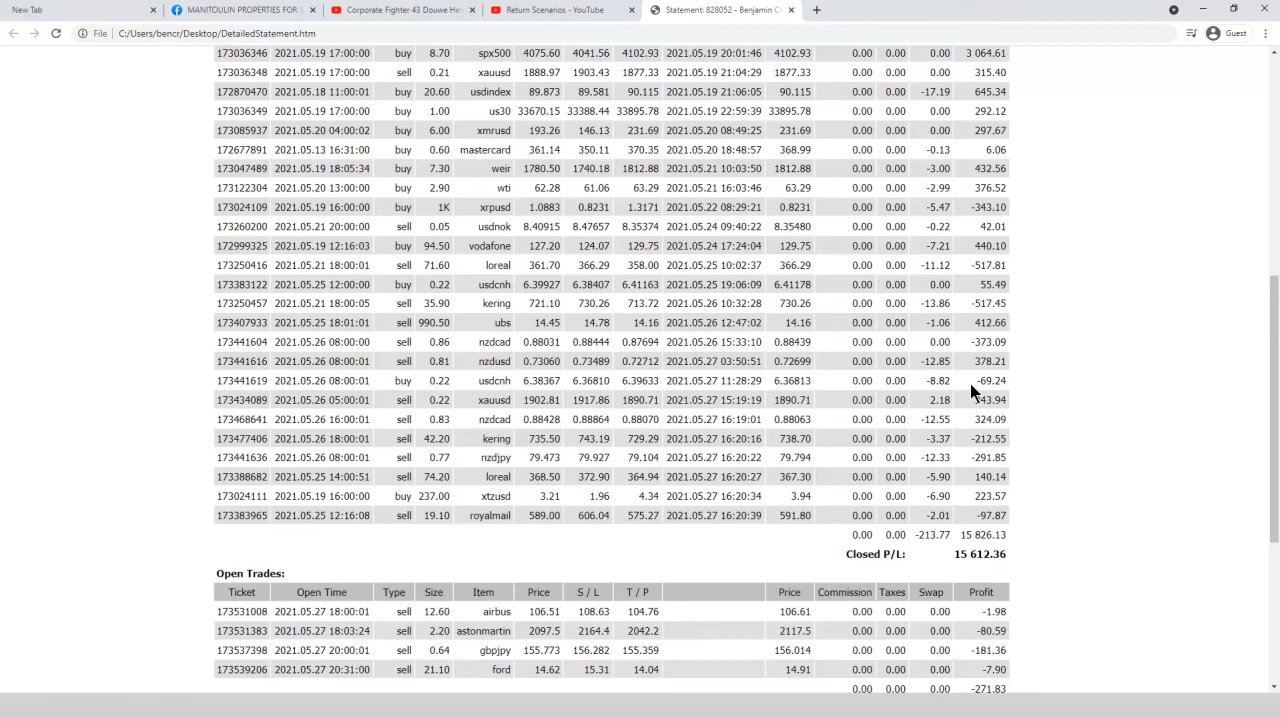 New Tab
MANITOULIN PROPERTIES FOR S
Corporate Fighter 43 Douwe He
Return Scenarios - YouTube
Statement: 828052 - Benjamin C
File C:/Users/bencr/Desktop/DetailedStatement.htm
Guest
173036346 2021.05.19 17:00:00 buy 8.70 spx500 4075.60 4041.56 4102.93 2021.05.19 20:01:46 4102.93 0.00 0.00 0.00 3 064.61
173036348 2021.05.19 17:00:00 sell 0.21 xauusd 1888.97 1903.43 1877.33 2021.05.19 21:04:29 1877.33 0.00 0.00 0.00 315.40
172870470 2021.05.18 11:00:01 buy 20.60 usdindex 89.873 89.581 90.115 2021.05.19 21:06:05 90.115 0.00 0.00 -17.19 645.34
173036349 2021.05.19 17:00:00 buy 1.00 us30 33670.15 33388.44 33895.78 2021.05.19 22:59:39 33895.78 0.00 0.00 0.00 292.12
173085937 2021.05.20 04:00:02 buy 6.00 xmrusd 193.26 146.13 231.69 2021.05.20 08:49:25 231.69 0.00 0.00 0.00 297.67
172677891 2021.05.13 16:31:00 buy 0.60 mastercard 361.14 350.11 370.35 2021.05.20 18:48:57 368.99 0.00 0.00 -0.13 6.06
173047489 2021.05.19 18:05:34 buy 7.30 weir 1780.50 1740.18 1812.88 2021.05.21 10:03:50 1812.88 0.00 0.00 -3.00 432.56
173122304 2021.05.20 13:00:00 buy 2.90 wti 62.28 61.06 63.29 2021.05.21 16:03:46 63.29 0.00 0.00 -2.99 376.52
173024109 2021.05.19 16:00:00 buy 1K xrpusd 1.0883 0.8231 1.3171 2021.05.22 08:29:21 0.8231 0.00 0.00 -5.47 -343.10
173260200 2021.05.21 20:00:00 sell 0.05 usdnok 8.40915 8.47657 8.35374 2021.05.24 09:40:22 8.35480 0.00 0.00 -0.22 42.01
172999325 2021.05.19 12:16:03 buy 94.50 vodafone 127.20 124.07 129.75 2021.05.24 17:24:04 129.75 0.00 0.00 -7.21 440.10
173250416 2021.05.21 18:00:01 sell 71.60 loreal 361.70 366.29 358.00 2021.05.25 10:02:37 366.29 0.00 0.00 -11.12 -517.81
173383122 2021.05.25 12:00:00 buy 0.22 usdcnh 6.39927 6.38407 6.41163 2021.05.25 19:06:09 6.41178 0.00 0.00 0.00 55.49
173250457 2021.05.21 18:00:05 sell 35.90 kering 721.10 730.26 713.72 2021.05.26 10:32:28 730.26 0.00 0.00 -13.86 -517.45
173407933 2021.05.25 18:01:01 sell 990.50 ubs 14.45 14.78 14.16 2021.05.26 12:47:02 14.16 0.00 0.00 -1.06 412.66
173441604 2021.05.26 08:00:00 sell 0.86 nzdcad 0.88031 0.88444 0.87694 2021.05.26 15:33:10 0.88439 0.00 0.00 0.00 -373.09
173441616 2021.05.26 08:00:01 sell 0.81 nzdusd 0.73060 0.73489 0.72712 2021.05.27 03:50:51 0.72699 0.00 0.00 -12.85 378.21
173441619 2021.05.26 08:00:01 buy 0.22 usdcnh 6.38367 6.36810 6.39633 2021.05.27 11:28:29 6.36813 0.00 0.00 -8.82 -69.24
173434089 2021.05.26 05:00:01 sell 0.22 xauusd 1902.81 1917.86 1890.71 2021.05.27 15:19:19 1890.71 0.00 0.00 2.18
173468641 2021.05.26 16:00:01 sell 0.83 nzdcad 0.88428 0.88864 0.88070 2021.05.27 16:19:01 0.88063 0.00 0.00 -12.55 324.09
173477406 2021.05.26 18:00:01 sell 42.20 kering 735.50 743.19 729.29 2021.05.27 16:20:16 738.70 0.00 0.00 -3.37 -212.55
173441636 2021.05.26 08:00:01 sell 0.77 nzdjpy 79.473 79.927 79.104 2021.05.27 16:20:22 79.794 0.00 0.00 -12.33 -291.85
173388682 2021.05.25 14:00:51 sell 74.20 loreal 368.50 372.90 364.94 2021.05.27 16:20:27 367.30 0.00 0.00 -5.90 140.14
173024111 2021.05.19 16:00:00 buy 237.00 xtzusd 3.21 1.96 4.34 2021.05.27 16:20:34 3.94 0.00 0.00 -6.90 223.57
173383965 2021.05.25 12:16:08 sell 19.10 royalmail 589.00 606.04 575.27 2021.05.27 16:20:39 591.80 0.00 0.00 -2.01 -97.87
0.00 0.00 -213.77 15 826.13
Closed P/L: 15 612.36
Open Trades:
Ticket Open Time Type Size Item Price S / L T / P Price Commission Taxes Swap Profit
173531008 2021.05.27 18:00:01 sell 12.60 airbus 106.51 108.63 104.76 106.61 0.00 0.00 0.00 -1.98
173531383 2021.05.27 18:03:24 sell 2.20 astonmartin 2097.5 2164.4 2042.2 2117.5 0.00 0.00 0.00 -80.59
173537398 2021.05.27 20:00:01 sell 0.64 gbpjpy 155.773 156.282 155.359 156.014 0.00 0.00 0.00 -181.36
173539206 2021.05.27 20:31:00 sell 21.10 ford 14.62 15.31 14.04 14.91 0.00 0.00 0.00 -7.90
0.00 0.00 0.00 -271.83